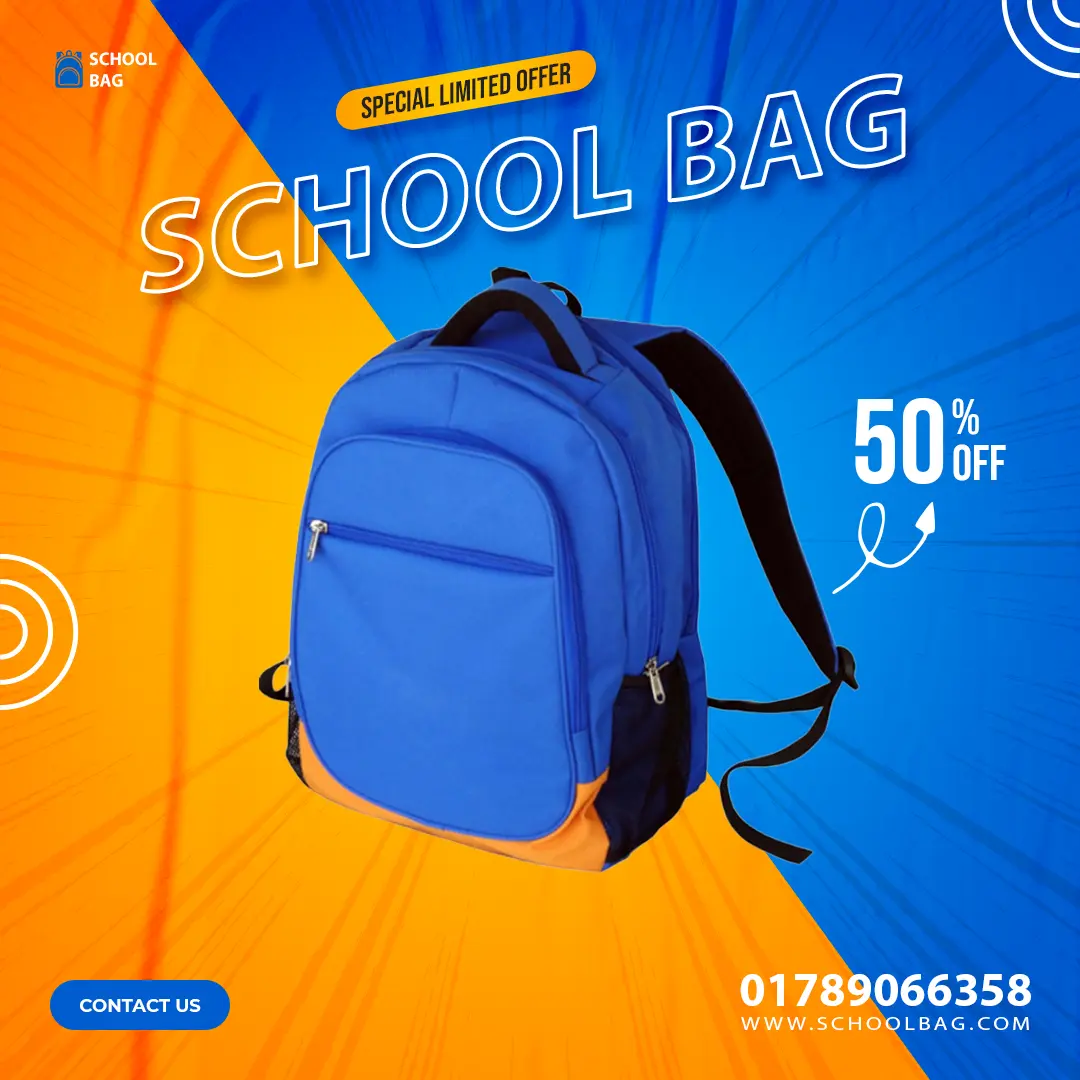 SCHOOL
BAG
SPECIAL LIMITED OFFER
SCHOOL BAG
50%
OFF
CONTACT US
01789066358
WWW.SCHOOLBAG.COM